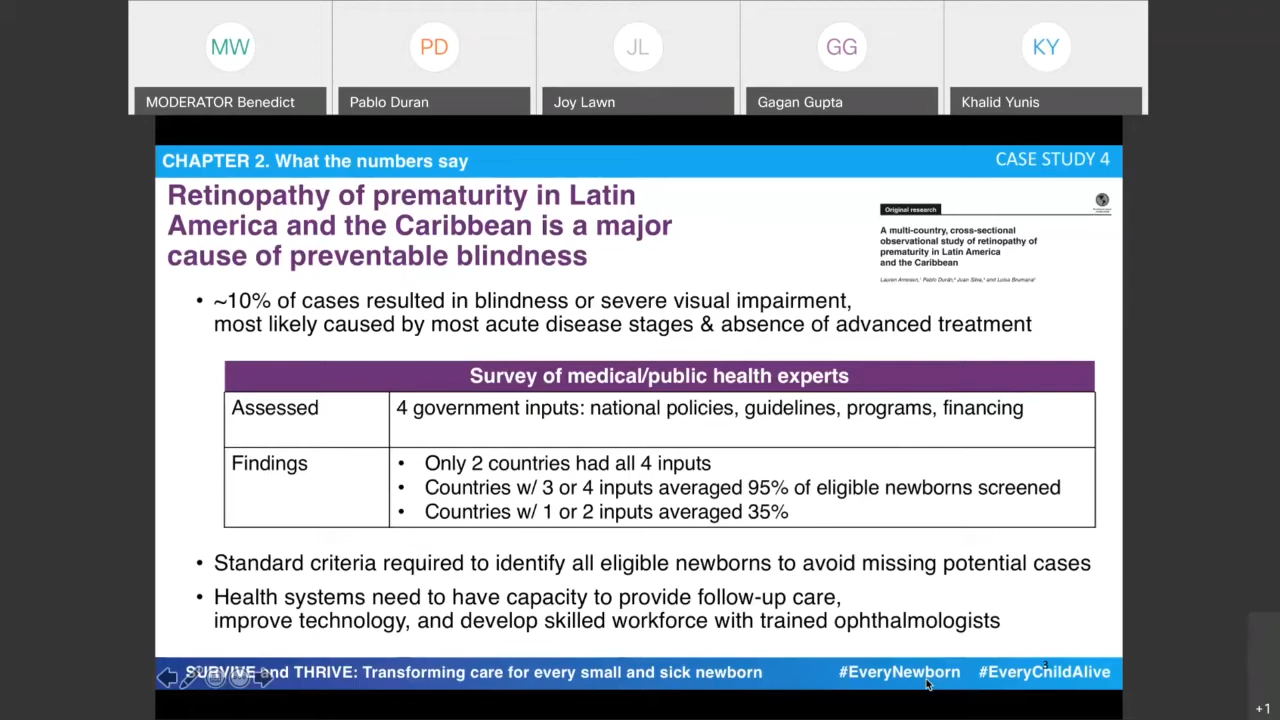 MW
PD
JL
GG
KY
MODERATOR Benedict
Pablo Duran
Joy Lawn
Gagan Gupta
Khalid Yunis
CHAPTER 2. What the numbers say
CASE STUDY 4
Retinopathy of prematurity in Latin
America and the Caribbean is a major
cause of preventable blindness
Original research
A multi-country, cross-sectional
observational study of retinopathy of
prematurity in Latin America
and the Caribbean
• ~10% of cases resulted in blindness or severe visual impairment,
most likely caused by most acute disease stages & absence of advanced treatment
Survey of medical/public health experts
Assessed
4 government inputs: national policies, guidelines, programs, financing
Findings
• Only 2 countries had all 4 inputs
• Countries w/ 3 or 4 inputs averaged 95% of eligible newborns screened
• Countries w/ 1 or 2 inputs averaged 35%
• Standard criteria required to identify all eligible newborns to avoid missing potential cases
• Health systems need to have capacity to provide follow-up care,
improve technology, and develop skilled workforce with trained ophthalmologists
SURVIVE and THRIVE: Transforming care for every small and sick newborn
#EveryNewborn #EveryChildAlive
3
+1